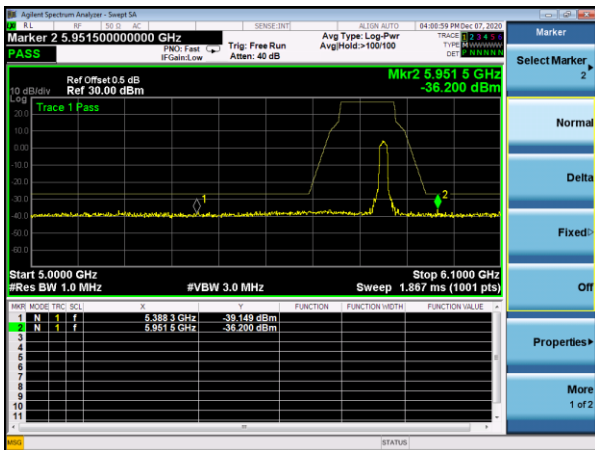 Agilent Spectrum Analyzer - Swept SA
RL RF 50 Ω AC SENSE:INT ALIGN AUTO 04:00:59 PM Dec 07, 2020
Marker 2 5.951500000000 GHz
PNO: Fast
IFGain:Low
Trig: Free Run
Atten: 40 dB
Avg Type: Log-Pwr
Avg|Hold:>100/100
TRACE 1 2 3 4 5 6
TYPE M W W W W W
DET P N N N N N
PASS
Ref Offset 0.5 dB
10 dB/div Ref 30.00 dBm
Mkr2 5.951 5 GHz
-36.200 dBm
Log
Trace 1 Pass
20.0
10.0
0.00
-10.0
-20.0
-30.0
-40.0
-50.0
-60.0
1
2
Start 5.0000 GHz
Stop 6.1000 GHz
#Res BW 1.0 MHz
#VBW 3.0 MHz
Sweep 1.867 ms (1001 pts)
MKR MODE TRC SCL X Y FUNCTION FUNCTION WIDTH FUNCTION VALUE
1 N 1 f 5.388 3 GHz -39.149 dBm
2 N 1 f 5.951 5 GHz -36.200 dBm
3
4
5
6
7
8
9
10
11
MSG
STATUS
Marker
Select Marker
2
Normal
Delta
Fixed
Off
Properties
More
1 of 2